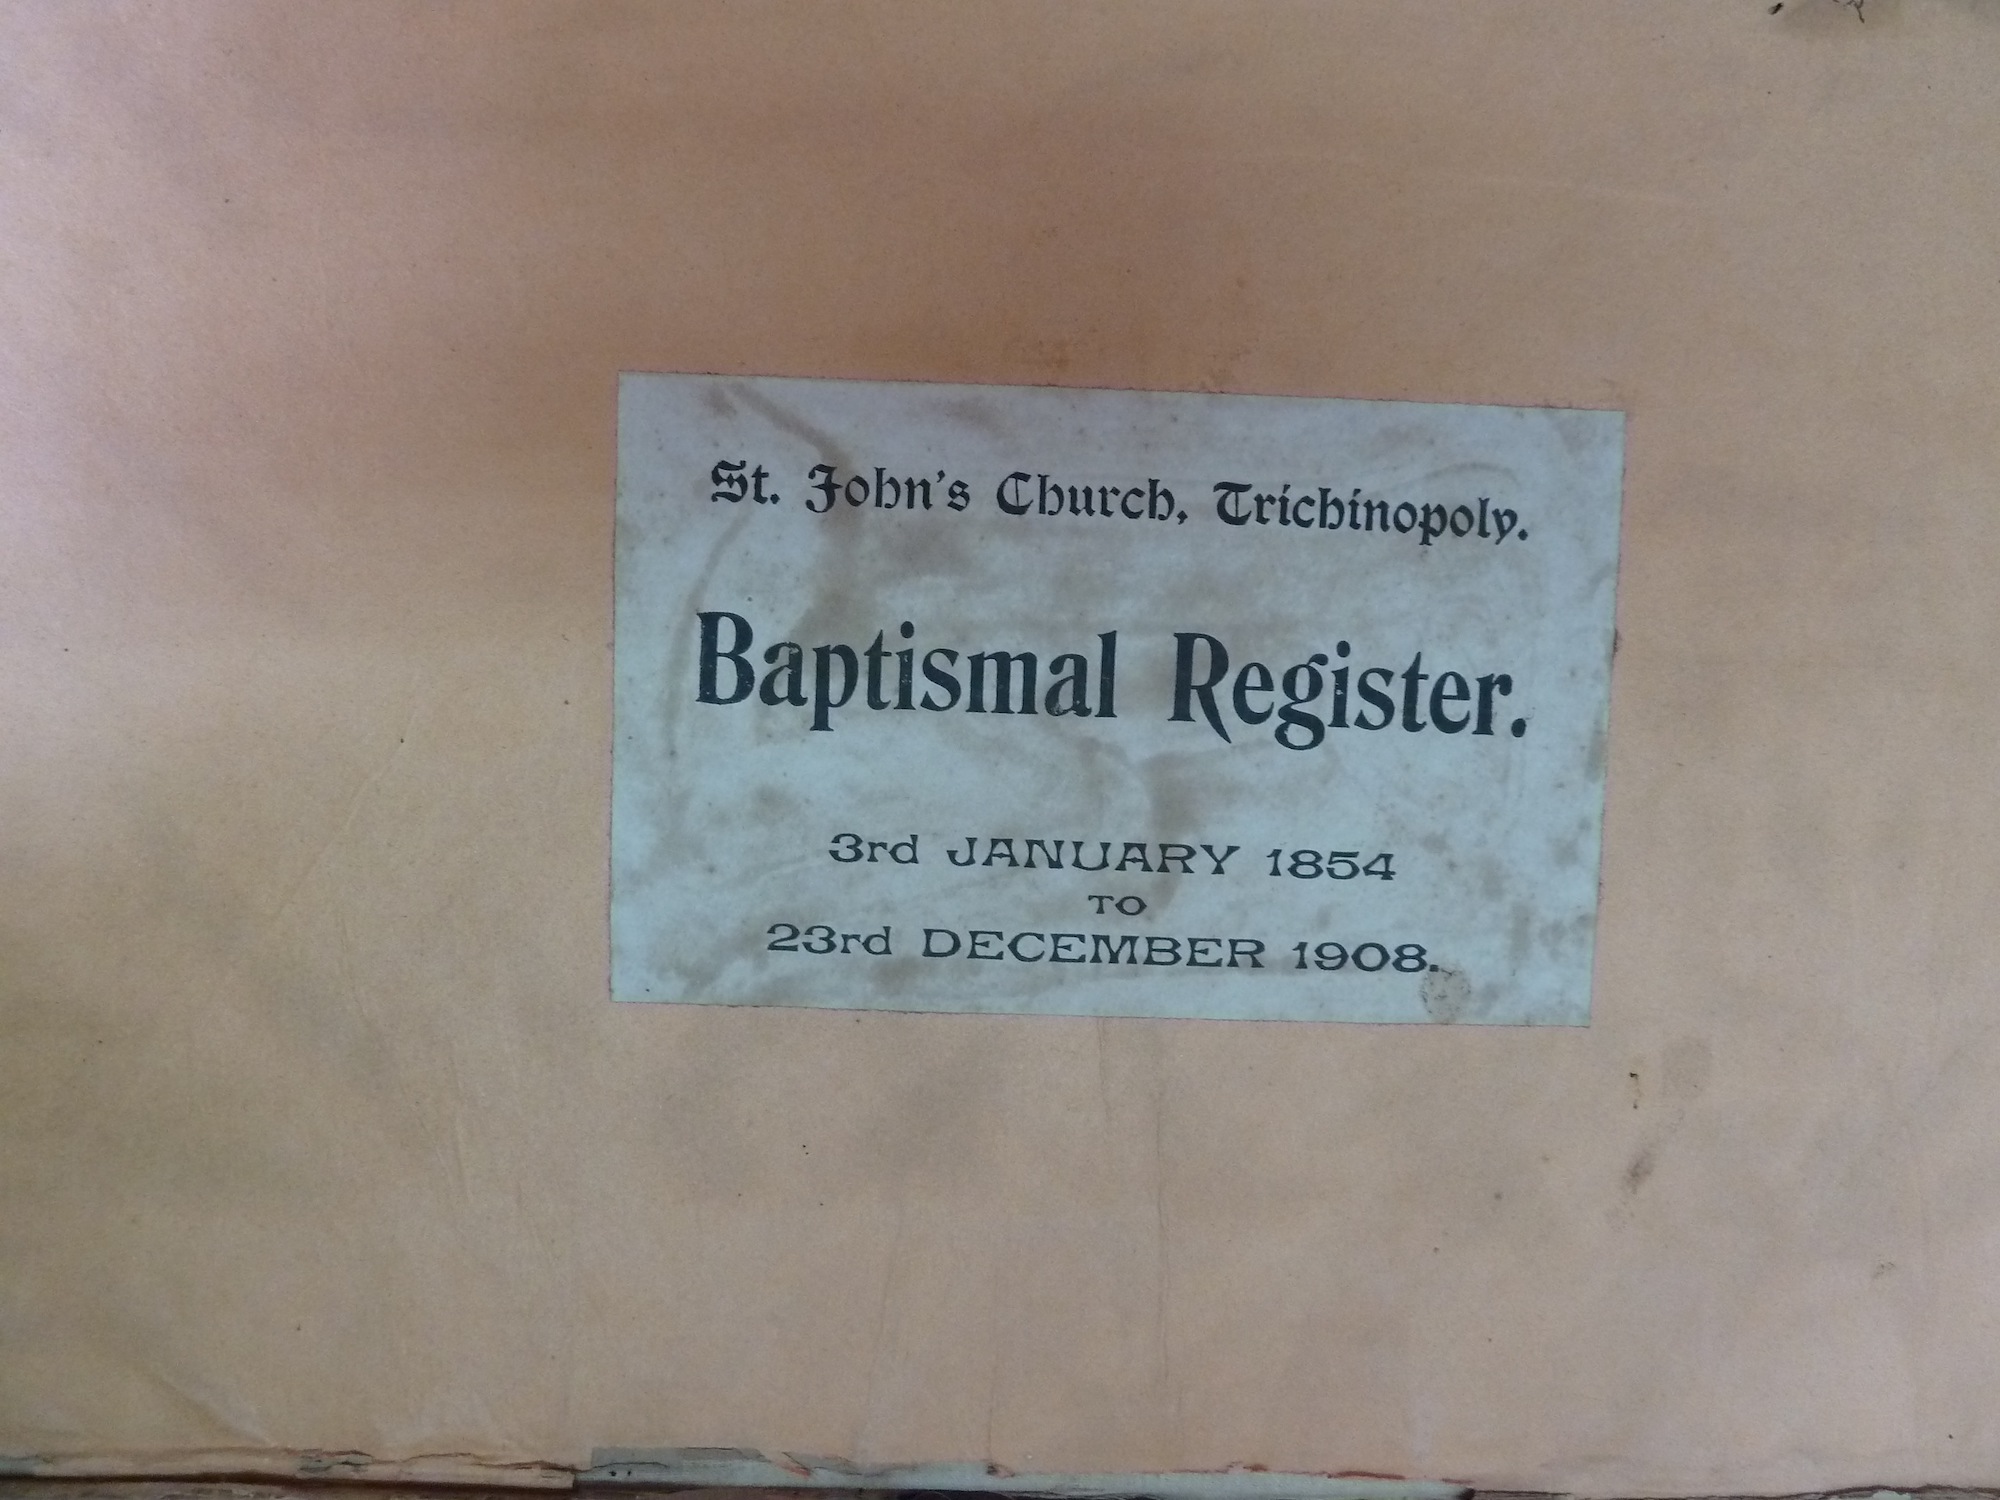 St. John's Church, Trichinopoly.
Baptismal Register.
3rd JANUARY 1854
TO
23rd DECEMBER 1908.